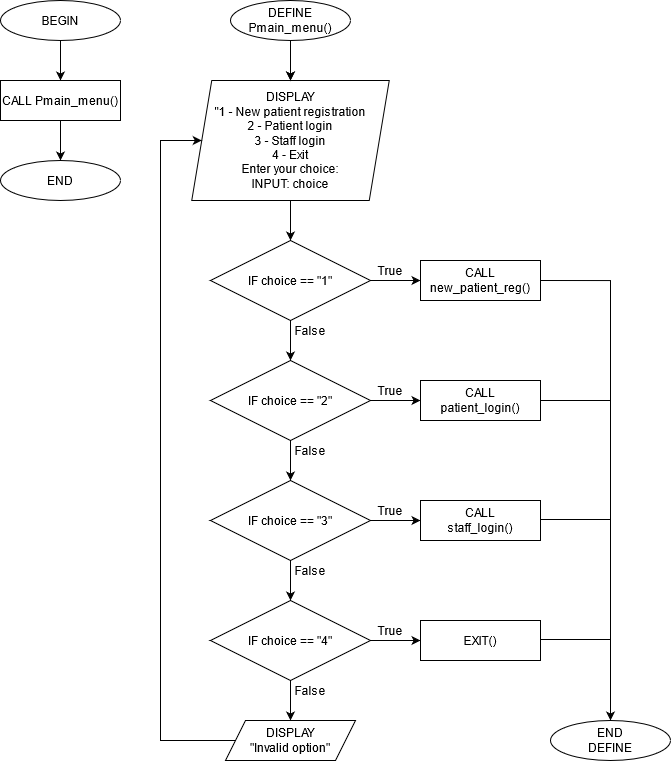 BEGIN
CALL Pmain_menu()
END
DEFINE
Pmain_menu()
DISPLAY
"1 - New patient registration
2 - Patient login
3 - Staff login
4 - Exit
Enter your choice:
INPUT: choice
IF choice == "1"
True
CALL
new_patient_reg()
False
IF choice == "2"
True
CALL
patient_login()
False
IF choice == "3"
True
CALL
staff_login()
False
IF choice == "4"
True
EXIT()
False
DISPLAY
"Invalid option"
END
DEFINE